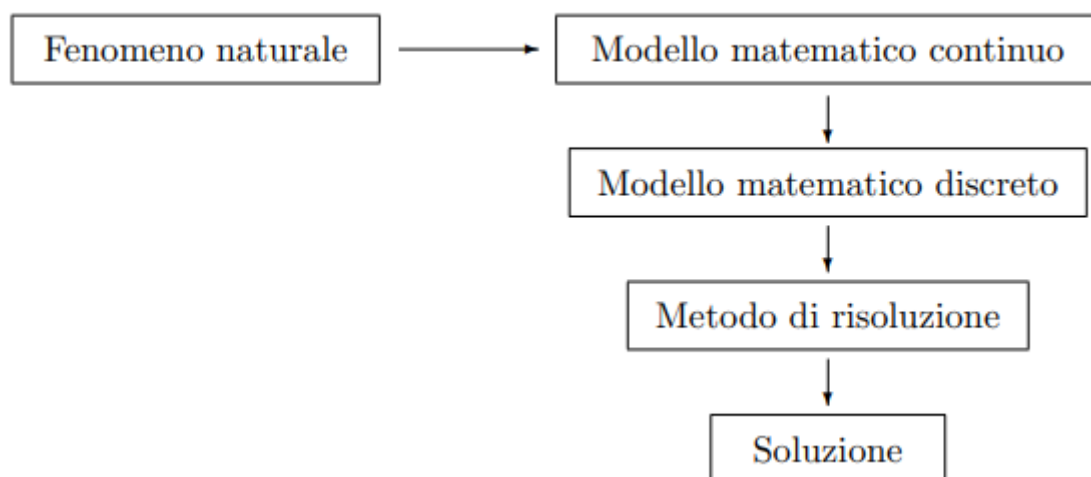 Fenomeno naturale
Modello matematico continuo
Modello matematico discreto
Metodo di risoluzione
Soluzione